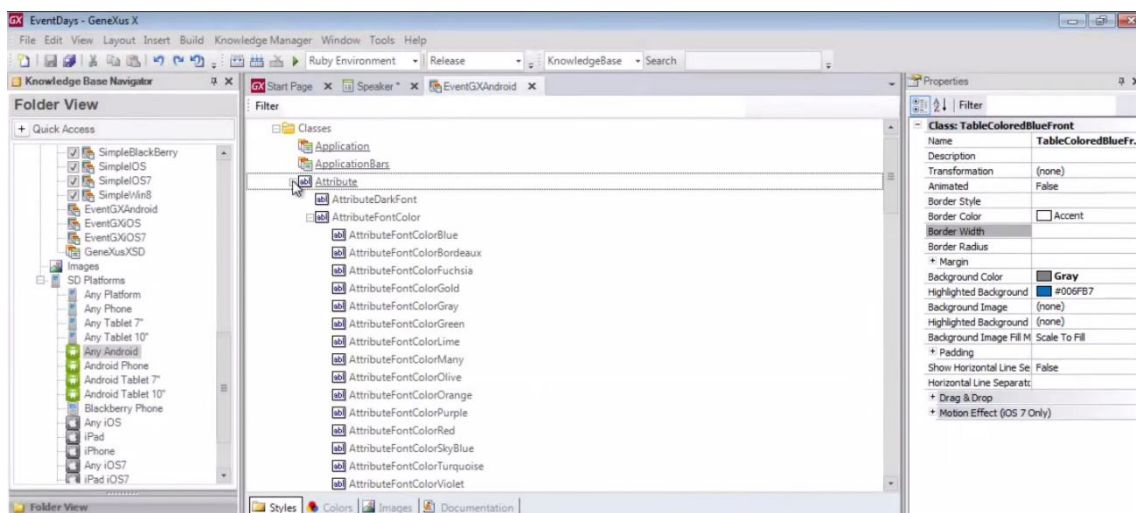 EventDays - GeneXus X
File Edit View Layout Insert Build Knowledge Manager Window Tools Help
Ruby Environment Release KnowledgeBase Search
Knowledge Base Navigator
Folder View
Quick Access
SimpleBlackBerry
SimpleIOS
SimpleIOS7
SimpleWin8
EventGXAndroid
EventGXiOS
EventGXiOS7
GeneXusXSD
Images
SD Platforms
Any Platform
Any Phone
Any Tablet 7"
Any Tablet 10"
Any Android
Android Phone
Android Tablet 7"
Android Tablet 10"
Blackberry Phone
Any iOS
iPad
iPhone
Any iOS7
iPad iOS7
Folder View
Start Page Speaker * EventGXAndroid
Filter
Classes
Application
ApplicationBars
Attribute
AttributeDarkFont
AttributeFontColor
AttributeFontColorBlue
AttributeFontColorBordeaux
AttributeFontColorFuchsia
AttributeFontColorGold
AttributeFontColorGray
AttributeFontColorGreen
AttributeFontColorLime
AttributeFontColorMany
AttributeFontColorOlive
AttributeFontColorOrange
AttributeFontColorPurple
AttributeFontColorRed
AttributeFontColorSkyBlue
AttributeFontColorTurquoise
AttributeFontColorViolet
Styles Colors Images Documentation
Properties
Filter
Class: TableColoredBlueFront
Name TableColoredBlueFr..
Description
Transformation (none)
Animated False
Border Style
Border Color Accent
Border Width
Border Radius
+ Margin
Background Color Gray
Highlighted Background #006FB7
Background Image (none)
Highlighted Background (none)
Background Image Fill M Scale To Fill
+ Padding
Show Horizontal Line Se False
Horizontal Line Separatc
+ Drag & Drop
+ Motion Effect (iOS 7 Only)